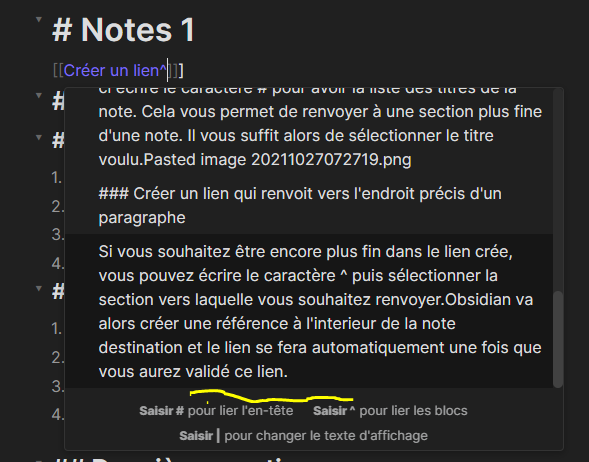 # Notes 1
[[Créer un lien^]]]
ci écrire le caractère # pour avoir la liste des titres de la
#
note. Cela vous permet de renvoyer à une section plus fine
d'une note. Il vous suffit alors de sélectionner le titre
#
voulu.Pasted image 20211027072719.png
1.
### Créer un lien qui renvoit vers l'endroit précis d'un
2.
paragraphe
3.
Si vous souhaitez être encore plus fin dans le lien crée,
4.
vous pouvez écrire le caractère ^ puis sélectionner la
#
section vers laquelle vous souhaitez renvoyer.Obsidian va
alors créer une référence à l'interieur de la note
1.
destination et le lien se fera automatiquement une fois que
2.
vous aurez validé ce lien.
3.
Saisir # pour lier l'en-tête Saisir ^ pour lier les blocs
4.
Saisir | pour changer le texte d'affichage